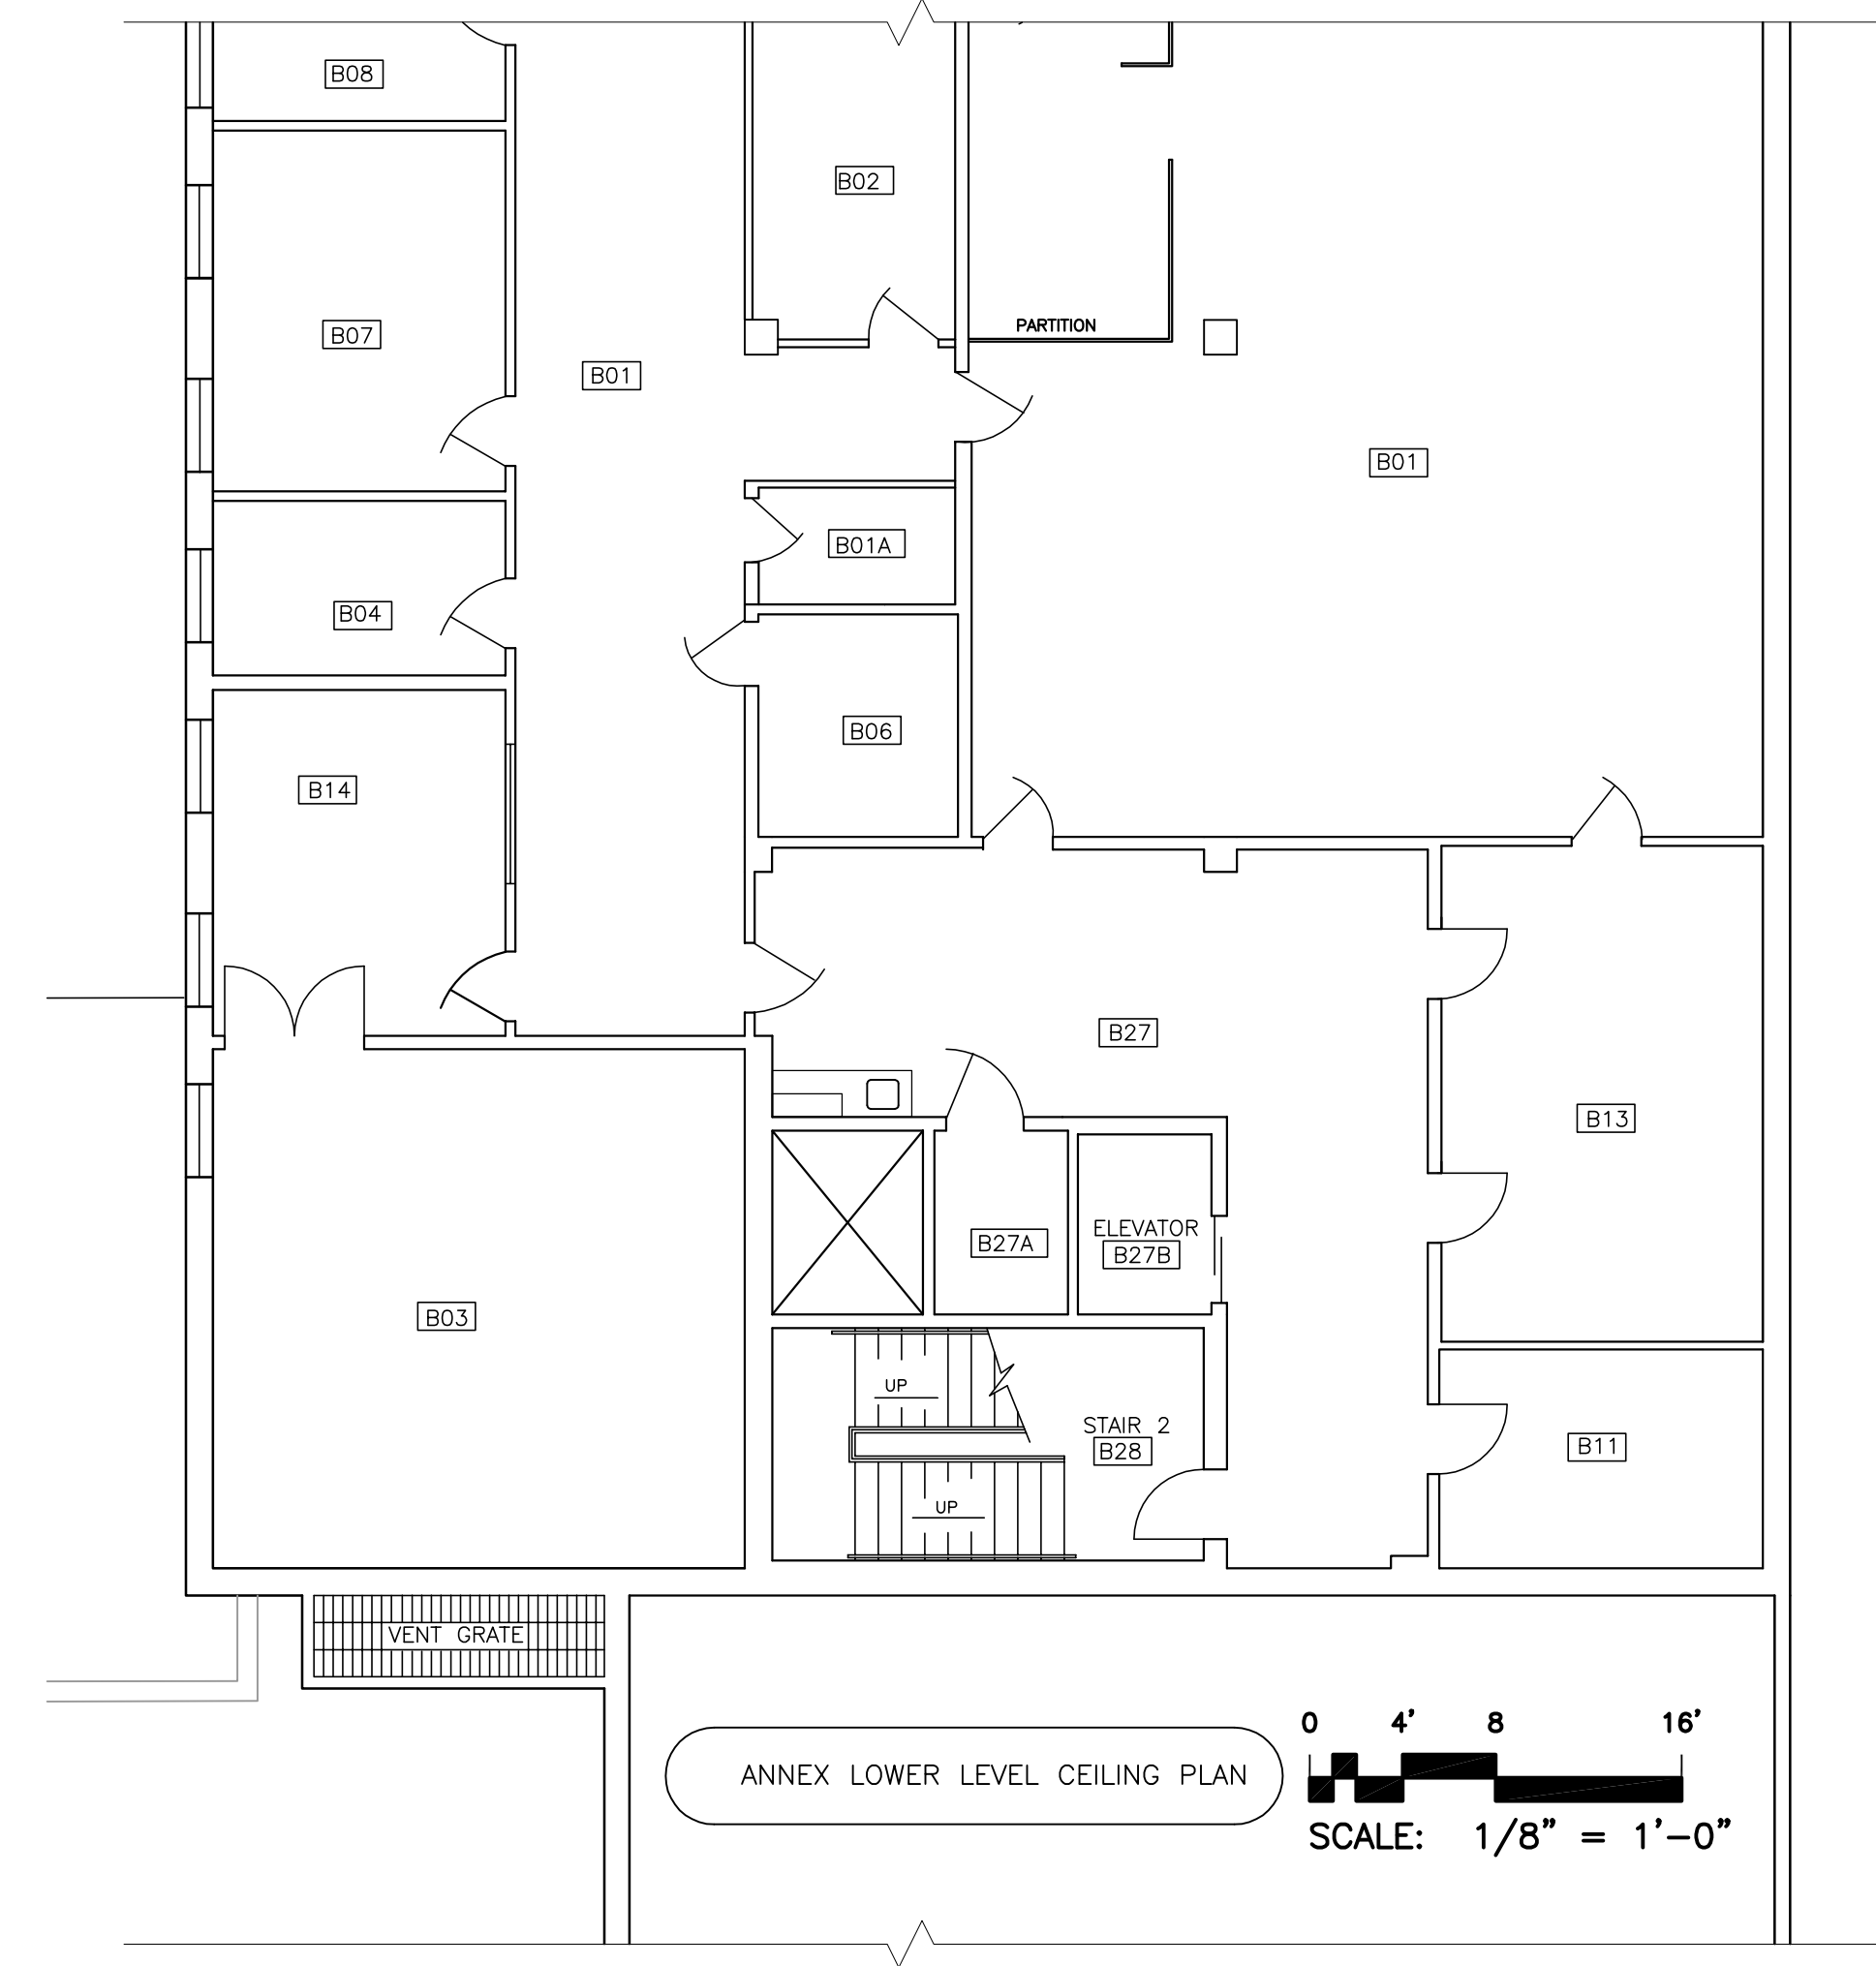 B08
B02
PARTITION
B07
B01
B01
B01A
B04
B06
B14
B27
B13
ELEVATOR
B27A
B27B
B03
UP
STAIR 2
B28
B11
UP
VENT GRATE
0 4' 8 16'
ANNEX LOWER LEVEL CEILING PLAN
SCALE: 1/8" = 1'-0"